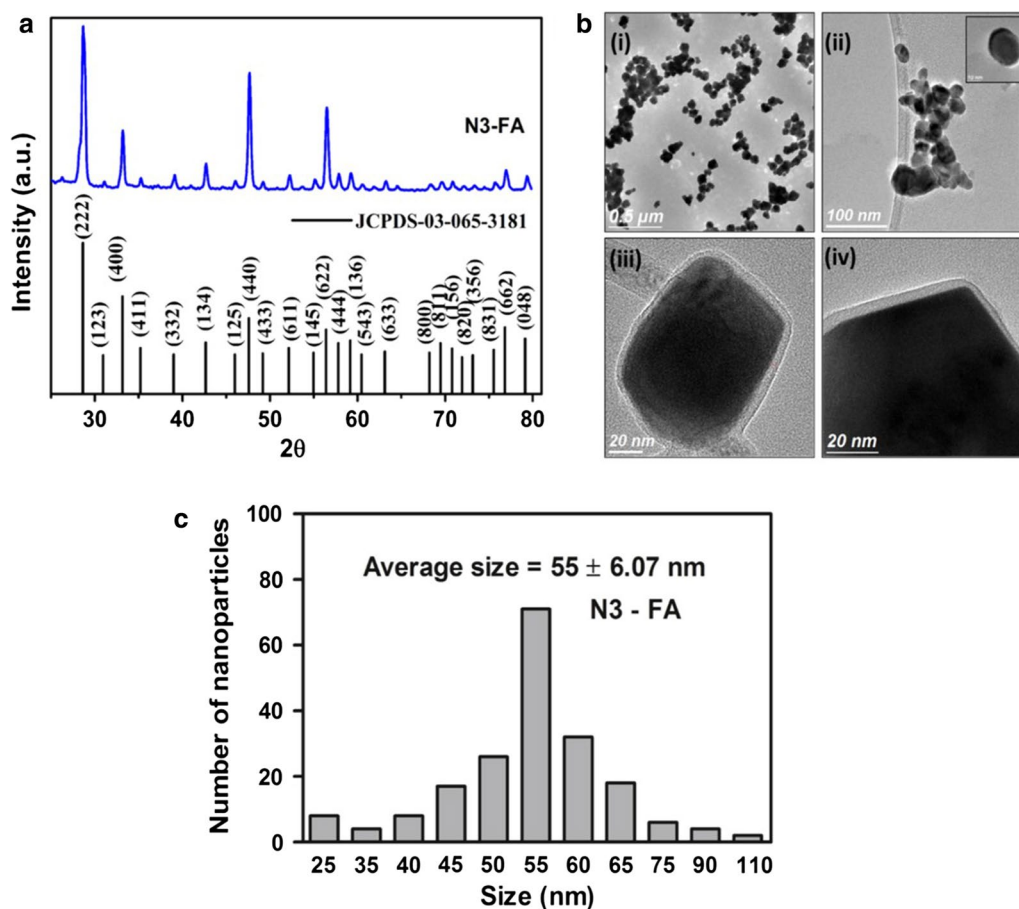 a
Intensity (a.u.)
N3-FA
JCPDS-03-065-3181
(222)
(123)
(400)
(411)
(332)
(134)
(125)
(440)
(433)
(611)
(145)
(622)
(444)
(136)
(543)
(633)
(800)
(811)
(156)
(820)
(356)
(831)
(662)
(048)
30 40 50 60 70 80
2θ
b
(i)
0.5 µm
(ii)
100 nm
(iii)
20 nm
(iv)
20 nm
c
Number of nanoparticles
100
80
60
40
20
0
Average size = 55 ± 6.07 nm
N3 - FA
25 35 40 45 50 55 60 65 75 90 110
Size (nm)